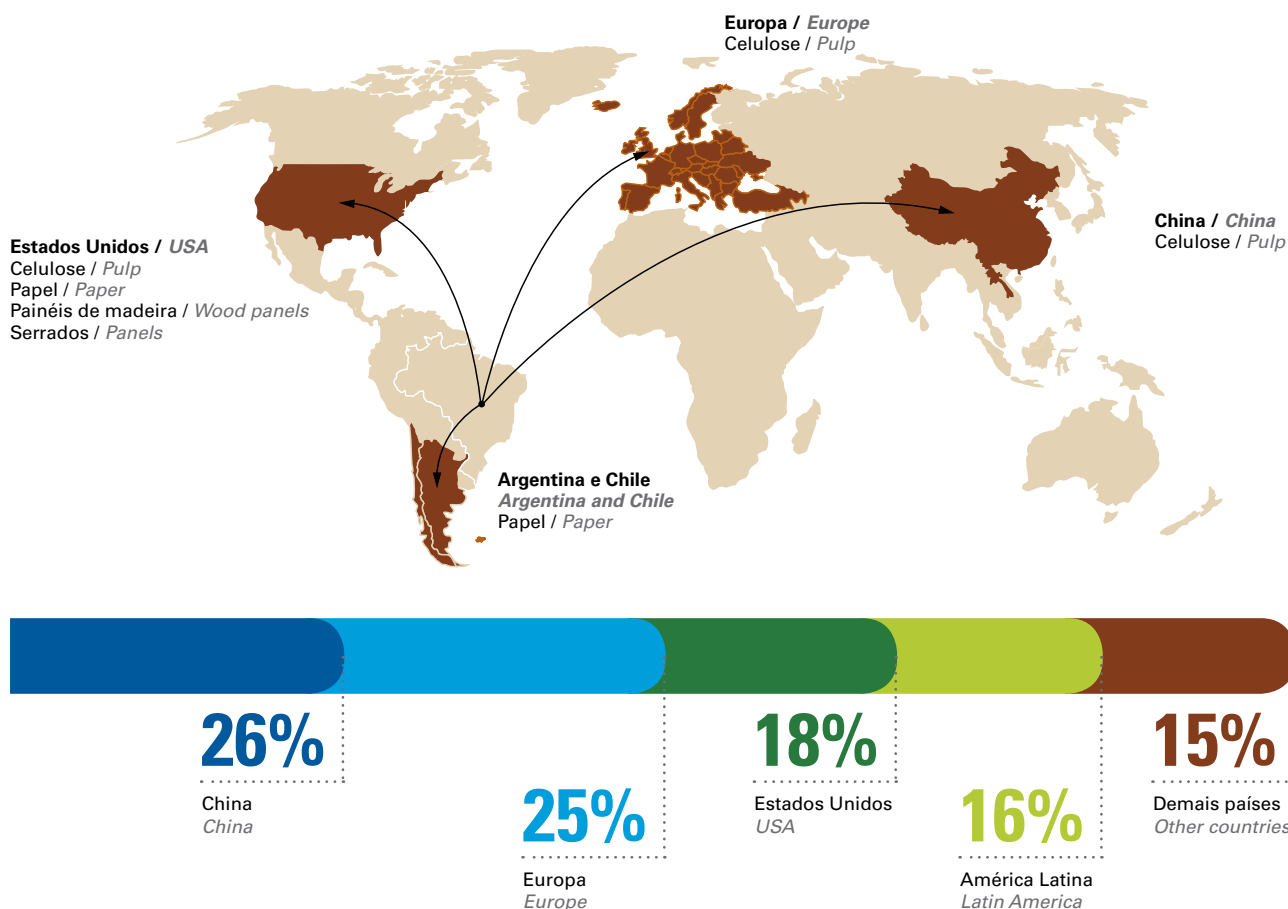 Europa / Europe
Celulose / Pulp
China / China
Celulose / Pulp
Estados Unidos / USA
Celulose / Pulp
Papel / Paper
Painéis de madeira / Wood panels
Serrados / Panels
Argentina e Chile
Argentina and Chile
Papel / Paper
26%
China
China
25%
Europa
Europe
18%
Estados Unidos
USA
16%
América Latina
Latin America
15%
Demais países
Other countries